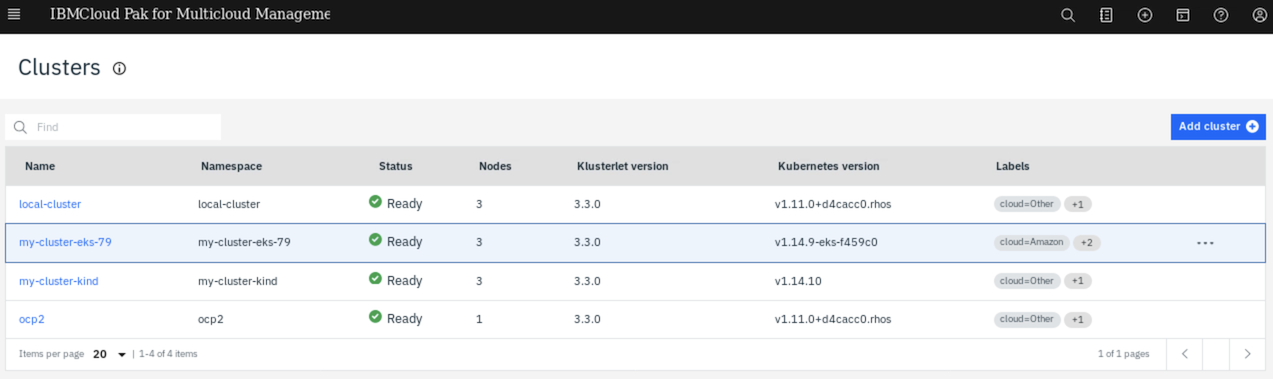 IBMCloud Pak for Multicloud Manageme
Clusters
Find
Add cluster
Name Namespace Status Nodes Klusterlet version Kubernetes version Labels
local-cluster local-cluster Ready 3 3.3.0 v1.11.0+d4cacc0.rhos cloud=Other +1
my-cluster-eks-79 my-cluster-eks-79 Ready 3 3.3.0 v1.14.9-eks-f459c0 cloud=Amazon +2
my-cluster-kind my-cluster-kind Ready 3 3.3.0 v1.14.10 cloud=Other +1
ocp2 ocp2 Ready 1 3.3.0 v1.11.0+d4cacc0.rhos cloud=Other +1
Items per page 20 | 1-4 of 4 items 1 of 1 pages